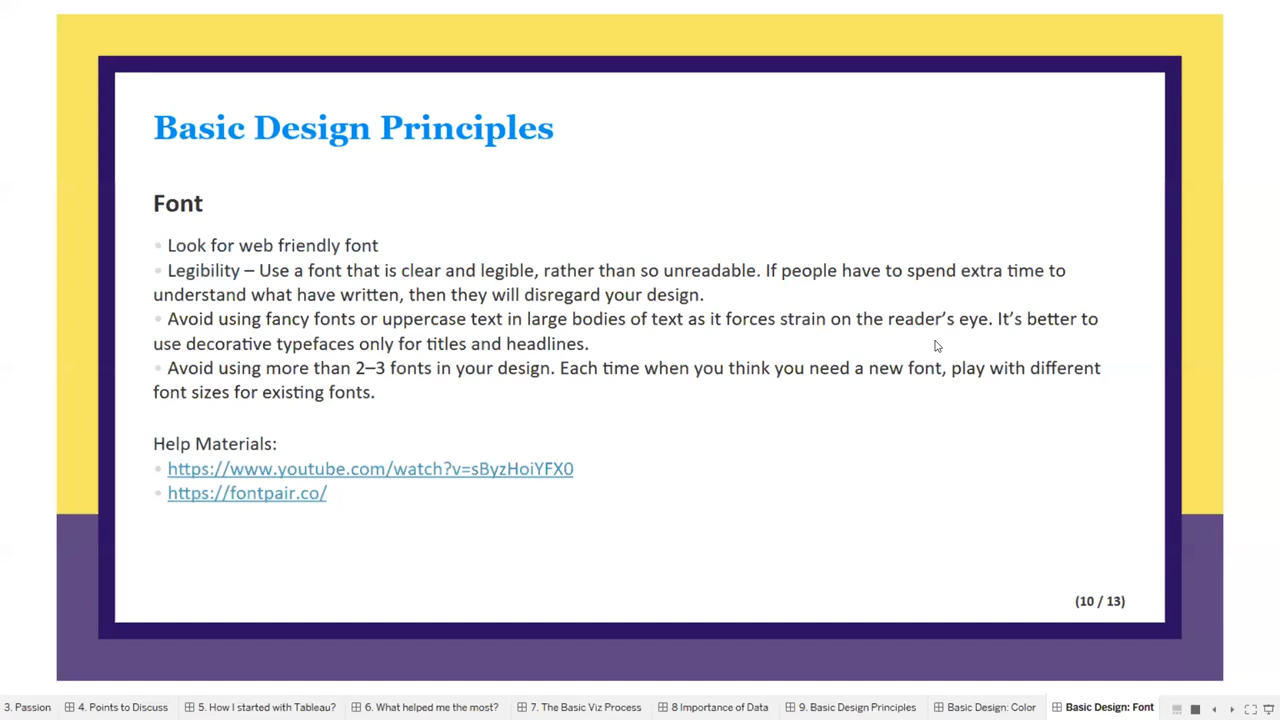 Basic Design Principles
Font
• Look for web friendly font
• Legibility – Use a font that is clear and legible, rather than so unreadable. If people have to spend extra time to
understand what have written, then they will disregard your design.
• Avoid using fancy fonts or uppercase text in large bodies of text as it forces strain on the reader’s eye. It’s better to
use decorative typefaces only for titles and headlines.
• Avoid using more than 2–3 fonts in your design. Each time when you think you need a new font, play with different
font sizes for existing fonts.
Help Materials:
• https://www.youtube.com/watch?v=sByzHoiYFX0
• https://fontpair.co/
(10 / 13)
3. Passion 4. Points to Discuss 5. How I started with Tableau? 6. What helped me the most? 7. The Basic Viz Process 8 Importance of Data 9. Basic Design Principles Basic Design: Color Basic Design: Font